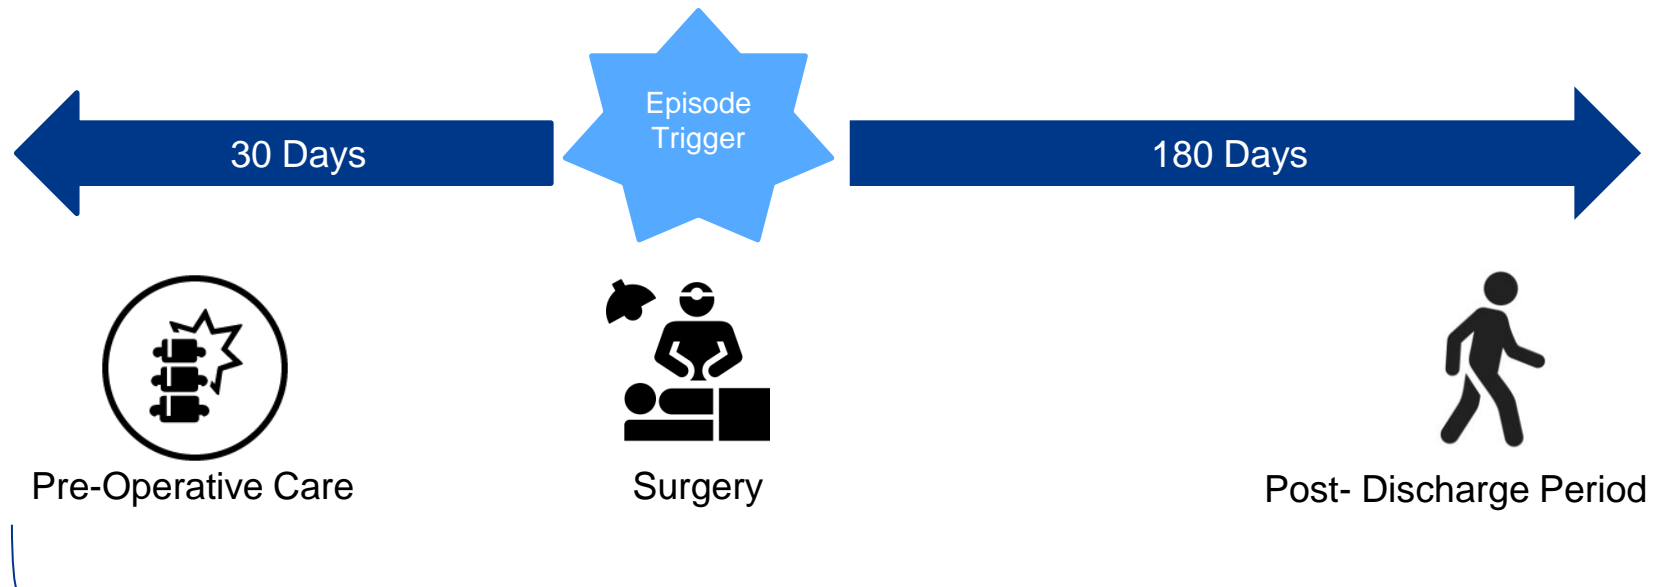 Episode
Trigger
30 Days
180 Days
Pre-Operative Care
Surgery
Post- Discharge Period